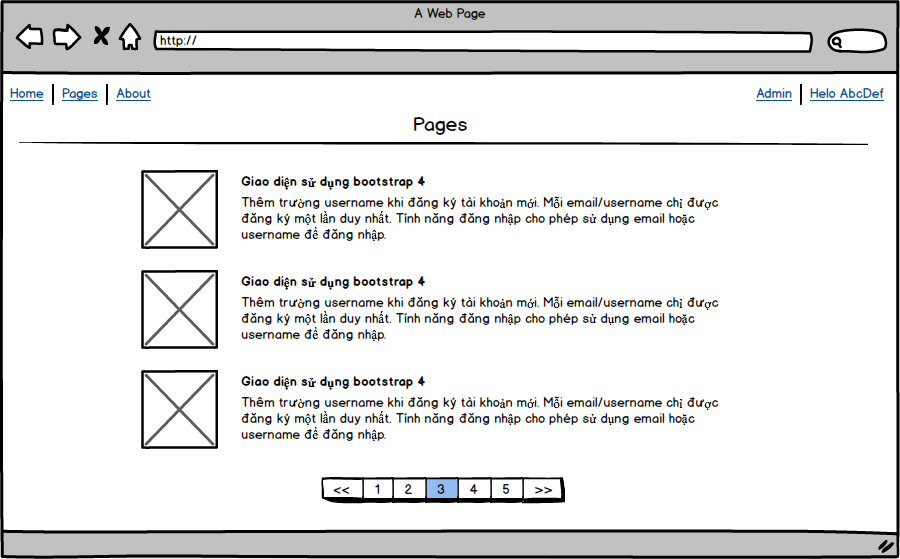 A Web Page
http://
Home Pages About Admin Helo AbcDef
Pages
Giao diện sử dụng bootstrap 4
Thêm trường username khi đăng ký tài khoản mới. Mỗi email/username chỉ được
đăng ký một lần duy nhất. Tính năng đăng nhập cho phép sử dụng email hoặc
username để đăng nhập.
Giao diện sử dụng bootstrap 4
Thêm trường username khi đăng ký tài khoản mới. Mỗi email/username chỉ được
đăng ký một lần duy nhất. Tính năng đăng nhập cho phép sử dụng email hoặc
username để đăng nhập.
Giao diện sử dụng bootstrap 4
Thêm trường username khi đăng ký tài khoản mới. Mỗi email/username chỉ được
đăng ký một lần duy nhất. Tính năng đăng nhập cho phép sử dụng email hoặc
username để đăng nhập.
<< 1 2 3 4 5 >>